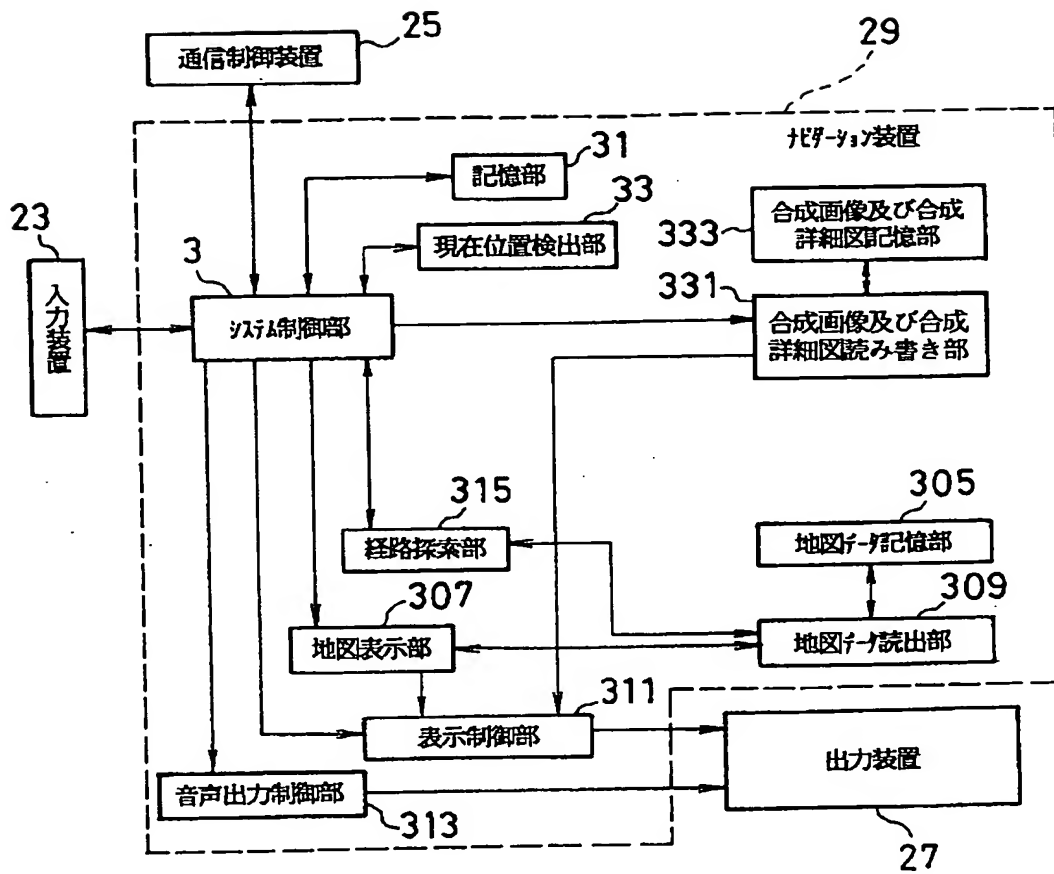 25
通信制御装置
29
ナビゲーション装置
31
記憶部
33
現在位置検出部
333
合成画像及び合成
詳細図記憶部
23
入力装置
3
システム制御部
331
合成画像及び合成
詳細図読み書き部
315
経路探索部
305
地図データ記憶部
307
地図表示部
309
地図データ読出部
311
表示制御部
出力装置
27
音声出力制御部
313